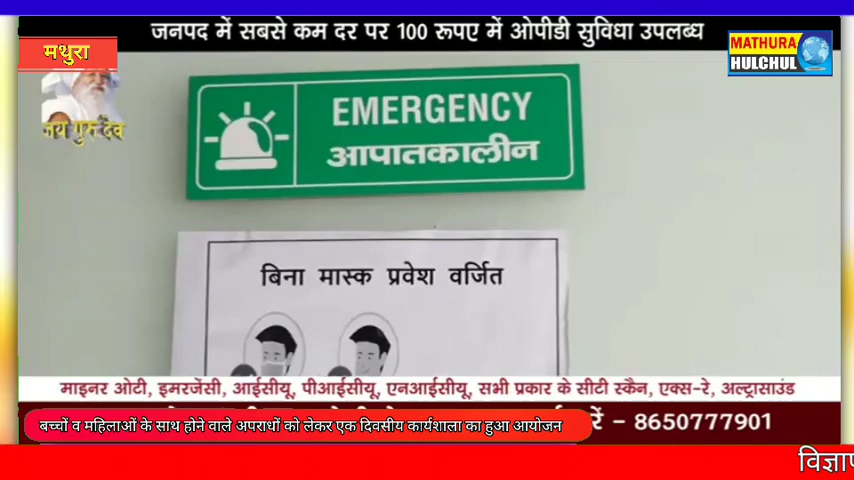 जनपद में सबसे कम दर पर 100 रूपए में ओपीडी सुविधा उपलब्ध
मथुरा
MATHURA
HULCHUL
जय गुरु देव
EMERGENCY
आपातकालीन
बिना मास्क प्रवेश वर्जित
माइनर ओटी, इमरजेंसी, आईसीयू, पीआईसीयू, एनआईसीयू, सभी प्रकार के सीटी स्कैन, एक्स-रे, अल्ट्रासाउंड
रें - 8650777901
बच्चों व महिलाओं के साथ होने वाले अपराधों को लेकर एक दिवसीय कार्यशाला का हुआ आयोजन